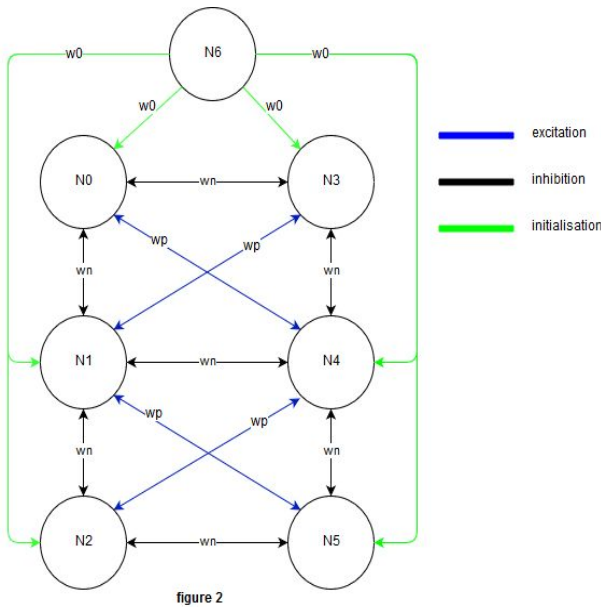 w0 N6 w0
w0 w0
excitation
N0 wn N3
inhibition
initialisation
wp wp
wn wn
N1 wn N4
wp wp
wn wn
N2 wn N5
figure 2